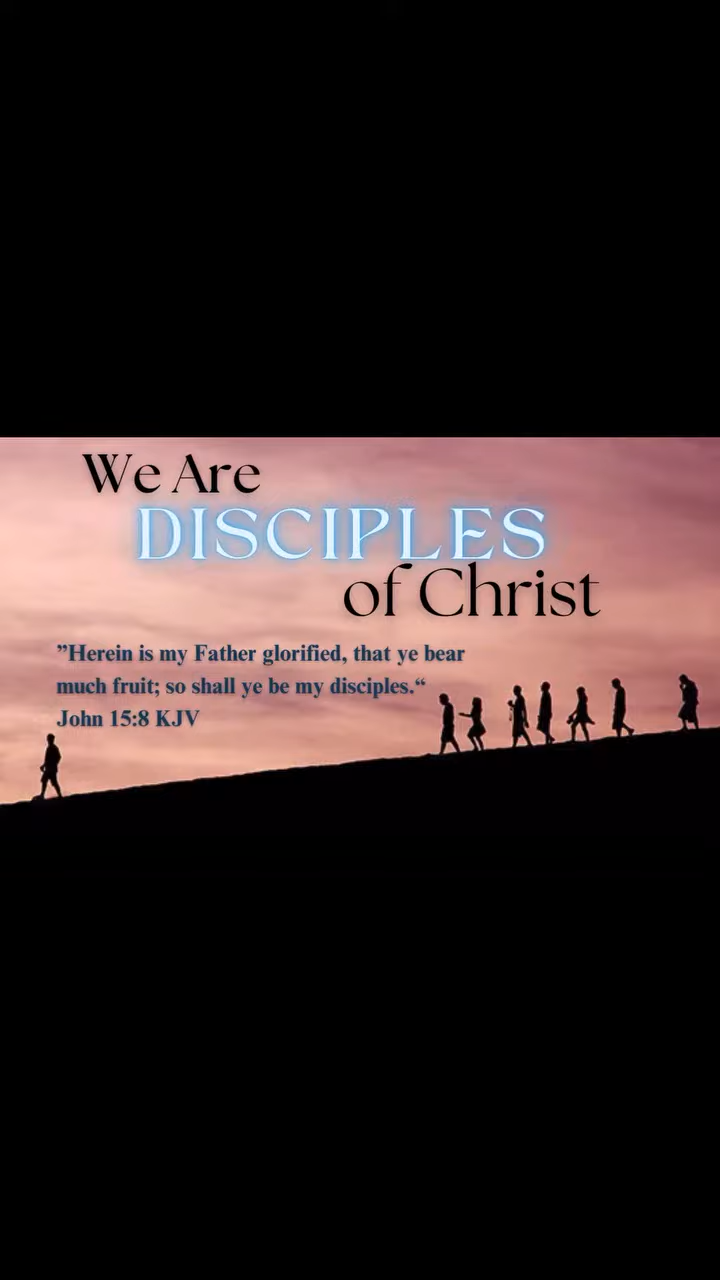 We Are
DISCIPLES
of Christ
”Herein is my Father glorified, that ye bear
much fruit; so shall ye be my disciples.“
John 15:8 KJV